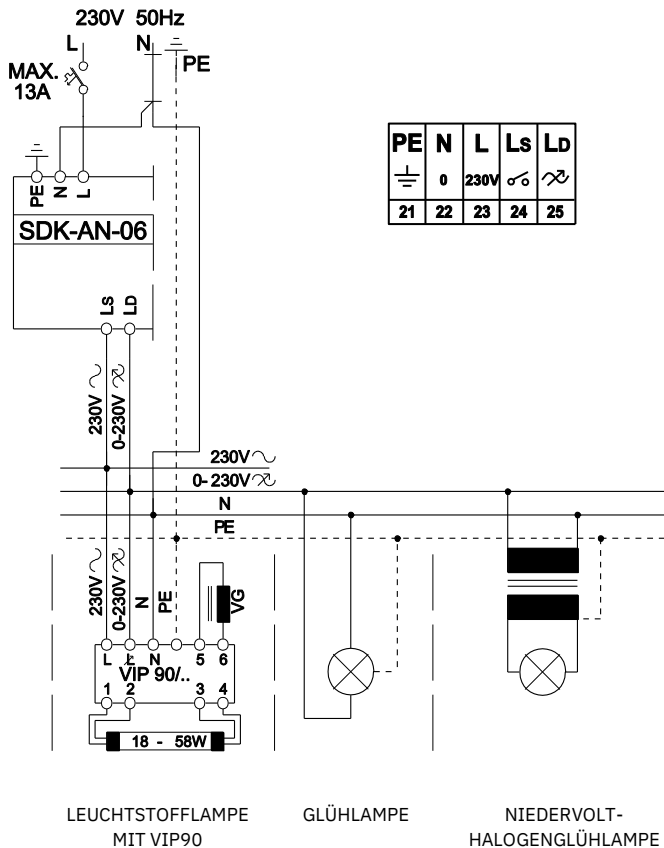 230V 50Hz
L N
PE
MAX.
13A
PE N L
SDK-AN-06
LS LD
230V
0-230V
PE N L LS LD
0 230V
21 22 23 24 25
230V
0-230V
N
PE
230V
0-230V
N
PE
VG
L L N 5 6
VIP 90/..
1 2 3 4
18 - 58W
LEUCHTSTOFFLAMPE
MIT VIP90
GLÜHLAMPE
NIEDERVOLT-
HALOGENGLÜHLAMPE